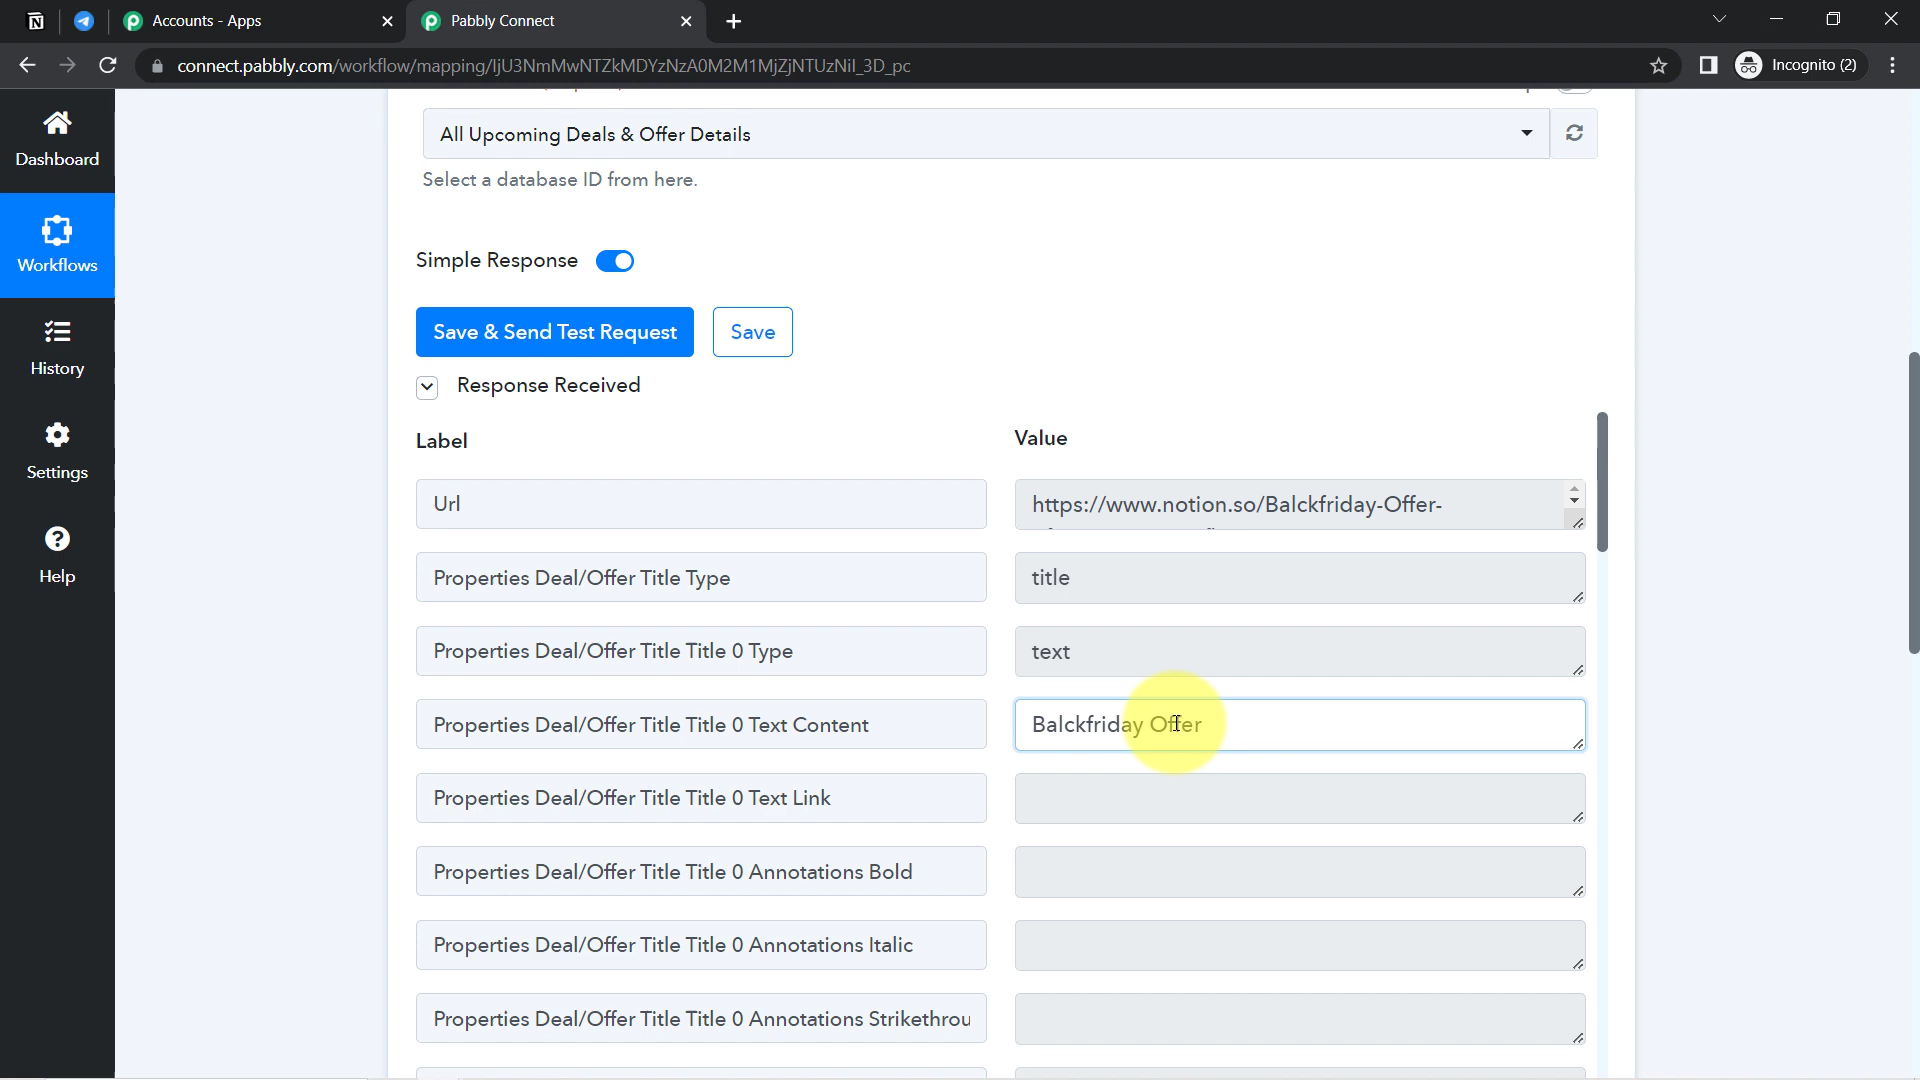 Accounts - Apps
Pabbly Connect
connect.pabbly.com/workflow/mapping/IjU3NmMwNTZkMDYzNzA0M2M1MjZjNTUzNiI_3D_pc
Incognito (2)
Dashboard
Workflows
History
Settings
Help
All Upcoming Deals & Offer Details
Select a database ID from here.
Simple Response
Save & Send Test Request
Save
Response Received
Label
Value
Url
https://www.notion.so/Balckfriday-Offer-
Properties Deal/Offer Title Type
title
Properties Deal/Offer Title Title 0 Type
text
Properties Deal/Offer Title Title 0 Text Content
Balckfriday Offer
Properties Deal/Offer Title Title 0 Text Link
Properties Deal/Offer Title Title 0 Annotations Bold
Properties Deal/Offer Title Title 0 Annotations Italic
Properties Deal/Offer Title Title 0 Annotations Strikethrou